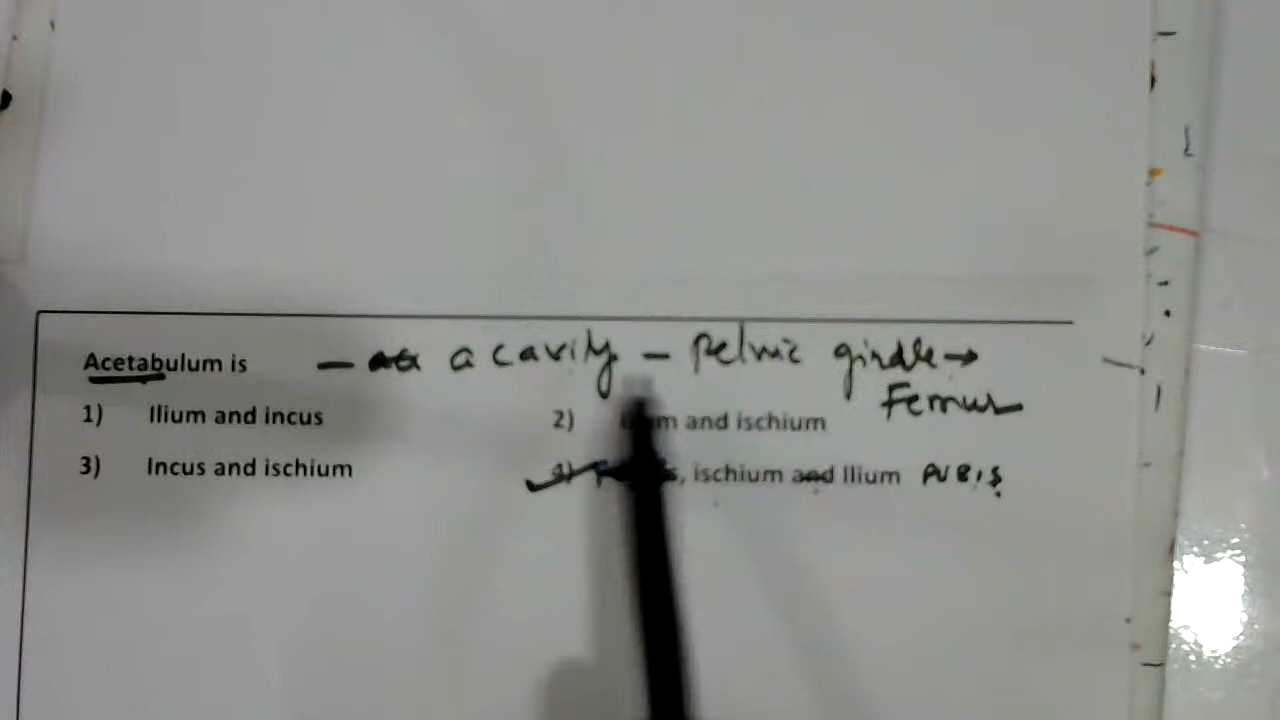 Acetabulum is — a cavity – Pelvic girdle →
Femur
1) Ilium and incus 2) and ischium
3) Incus and ischium , ischium and Ilium PUBIS